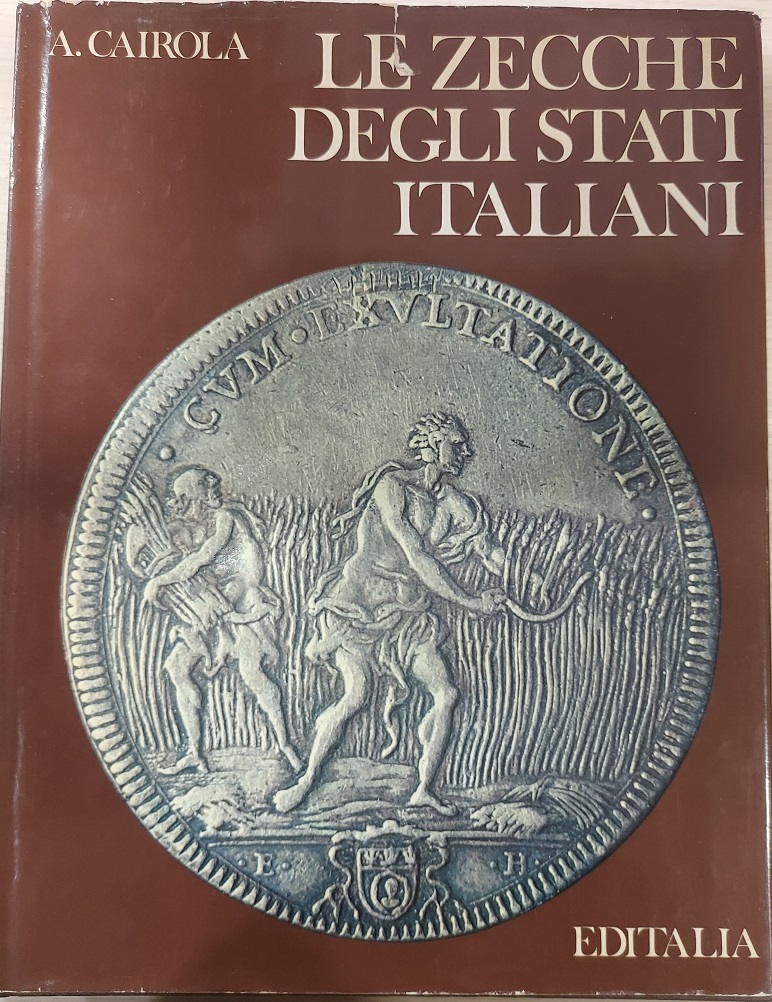 A. CAIROLA
LE ZECCHE
DEGLI STATI
ITALIANI
· CVM · EXVLTATIONE ·
· E · · H ·
EDITALIA